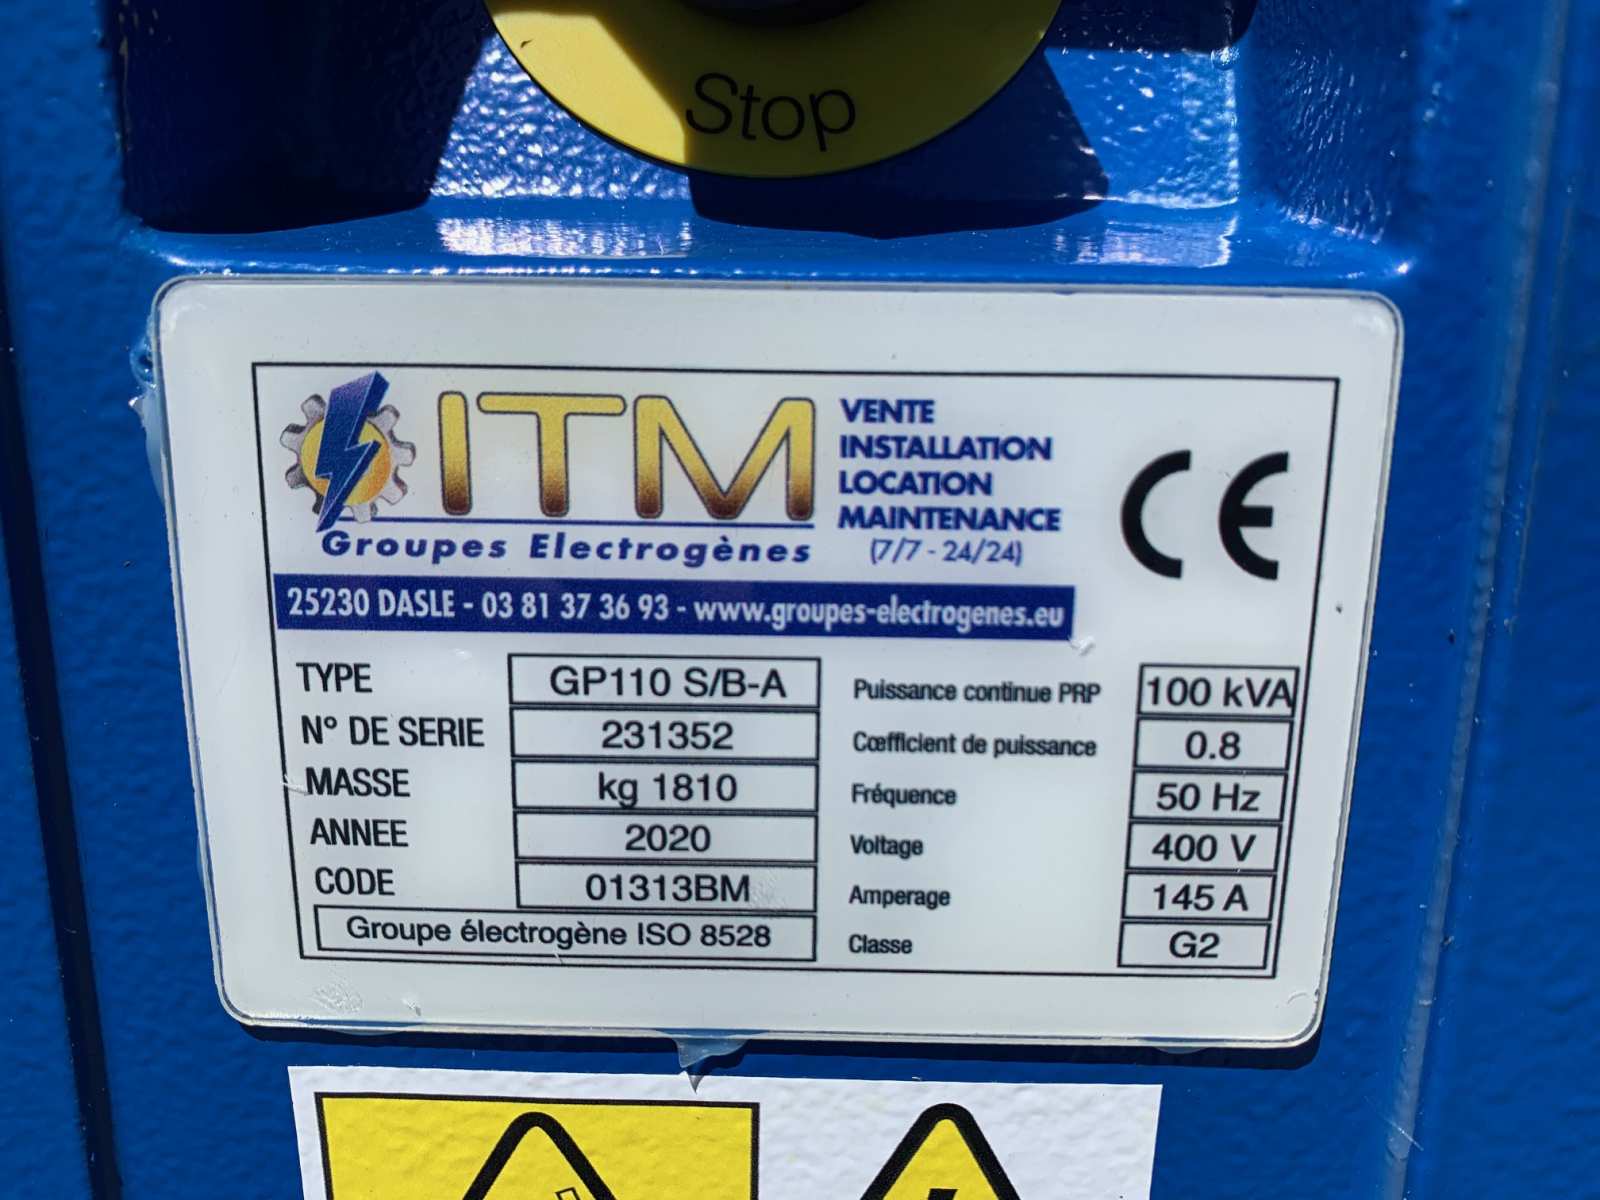 Stop
ITM
Groupes Electrogènes
VENTE
INSTALLATION
LOCATION
MAINTENANCE
(7/7 - 24/24)
CE
25230 DASLE - 03 81 37 36 93 - www.groupes-electrogenes.eu
TYPE GP110 S/B-A
N° DE SERIE 231352
MASSE kg 1810
ANNEE 2020
CODE 01313BM
Groupe électrogène ISO 8528
Puissance continue PRP 100 kVA
Cœfficient de puissance 0.8
Fréquence 50 Hz
Voltage 400 V
Amperage 145 A
Classe G2